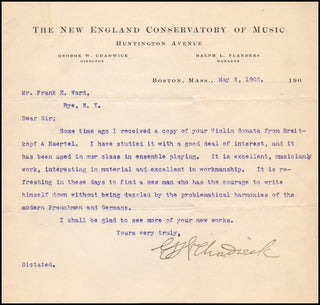 THE NEW ENGLAND CONSERVATORY OF MUSIC
HUNTINGTON AVENUE
GEORGE W. CHADWICK
DIRECTOR
RALPH L. FLANDERS
MANAGER
BOSTON, MASS., May 3, 1905. 190
Mr. Frank E. Ward,
Rye, N. Y.
Dear Sir;
Some time ago I received a copy of your Violin Sonata from Breit-
kopf & Haertel. I have studied it with a good deal of interest, and it
has been used in our class in ensemble playing. It is excellent, musicianly
work, interesting in material and excellent in workmanship. It is re-
freshing in these days to find a new man who has the courage to write
himself down without being dazzled by the problematical harmonies of the
modern Frenchmen and Germans.
I shall be glad to see more of your new works.
Yours very truly,
G W Chadwick
Dictated.